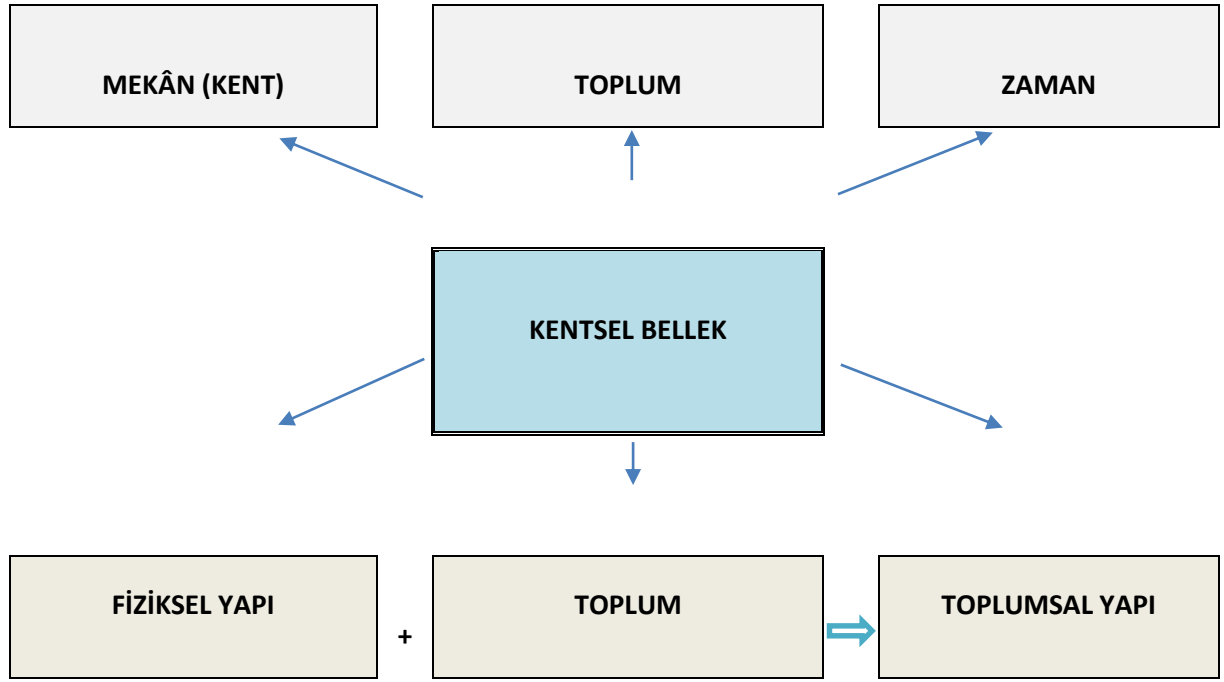 MEKÂN (KENT)
TOPLUM
ZAMAN
KENTSEL BELLEK
FİZİKSEL YAPI
+
TOPLUM
TOPLUMSAL YAPI